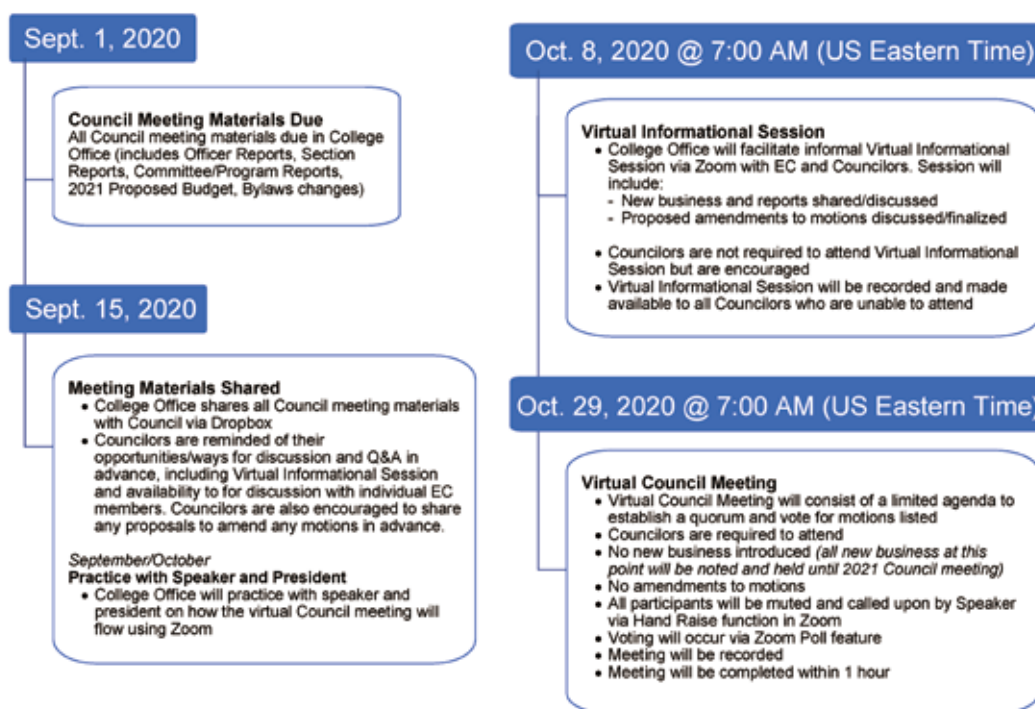 Sept. 1, 2020
Council Meeting Materials Due
All Council meeting materials due in College
Office (includes Officer Reports, Section
Reports, Committee/Program Reports,
2021 Proposed Budget, Bylaws changes)
Sept. 15, 2020
Meeting Materials Shared
• College Office shares all Council meeting materials
with Council via Dropbox
• Councilors are reminded of their
opportunities/ways for discussion and Q&A in
advance, including Virtual Informational Session
and availability to for discussion with individual EC
members. Councilors are also encouraged to share
any proposals to amend any motions in advance.
September/October
Practice with Speaker and President
• College Office will practice with speaker and
president on how the virtual Council meeting will
flow using Zoom
Oct. 8, 2020 @ 7:00 AM (US Eastern Time)
Virtual Informational Session
• College Office will facilitate informal Virtual Informational
Session via Zoom with EC and Councilors. Session will
include:
- New business and reports shared/discussed
- Proposed amendments to motions discussed/finalized
• Councilors are not required to attend Virtual Informational
Session but are encouraged
• Virtual Informational Session will be recorded and made
available to all Councilors who are unable to attend
Oct. 29, 2020 @ 7:00 AM (US Eastern Time)
Virtual Council Meeting
• Virtual Council Meeting will consist of a limited agenda to
establish a quorum and vote for motions listed
• Councilors are required to attend
• No new business introduced (all new business at this
point will be noted and held until 2021 Council meeting)
• No amendments to motions
• All participants will be muted and called upon by Speaker
via Hand Raise function in Zoom
• Voting will occur via Zoom Poll feature
• Meeting will be recorded
• Meeting will be completed within 1 hour